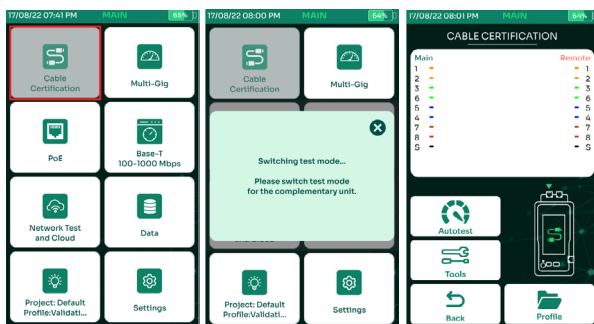 17/08/22 07:41 PM MAIN 66%
Cable
Certification
Multi-Gig
PoE
Base-T
100-1000 Mbps
Network Test
and Cloud
Data
Project: Default
Profile:Validati...
Settings
17/08/22 08:00 PM MAIN 64%
Cable
Certification
Multi-Gig
Switching test mode...
Please switch test mode
for the complementary unit.
and Cloud
Project: Default
Profile:Validati...
Settings
17/08/22 08:01 PM MAIN 64%
CABLE CERTIFICATION
Main Remote
1 - - 1
2 - - 2
3 - - 3
6 - - 6
5 - - 5
4 - - 4
7 - - 7
8 - - 8
S - - S
Autotest
Tools
Back
Profile